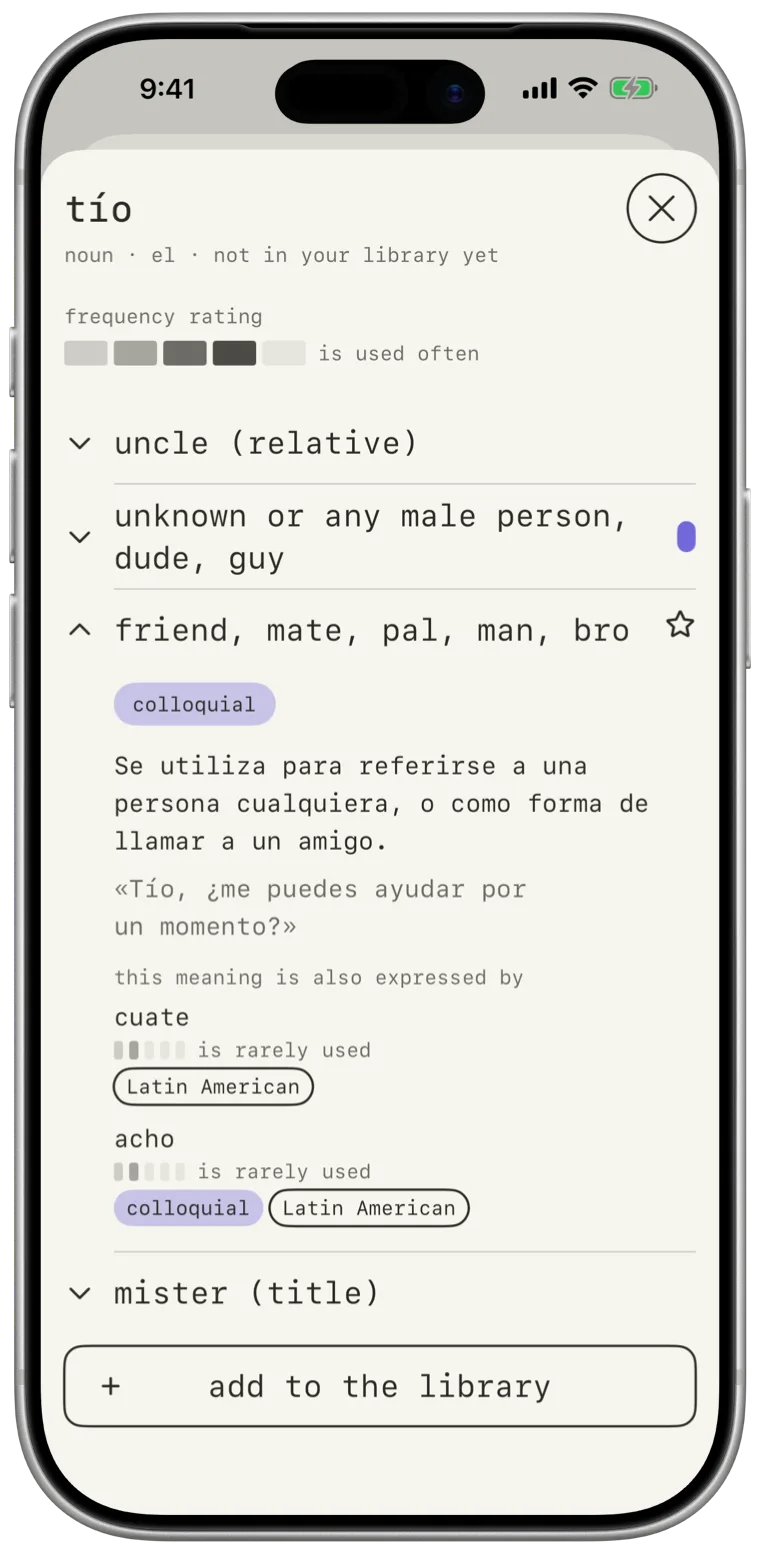 9:41
tío
noun · el · not in your library yet
frequency rating
is used often
uncle (relative)
unknown or any male person,
dude, guy
friend, mate, pal, man, bro
colloquial
Se utiliza para referirse a una
persona cualquiera, o como forma de
llamar a un amigo.
«Tío, ¿me puedes ayudar por
un momento?»
this meaning is also expressed by
cuate
is rarely used
Latin American
acho
is rarely used
colloquial Latin American
mister (title)
+ add to the library